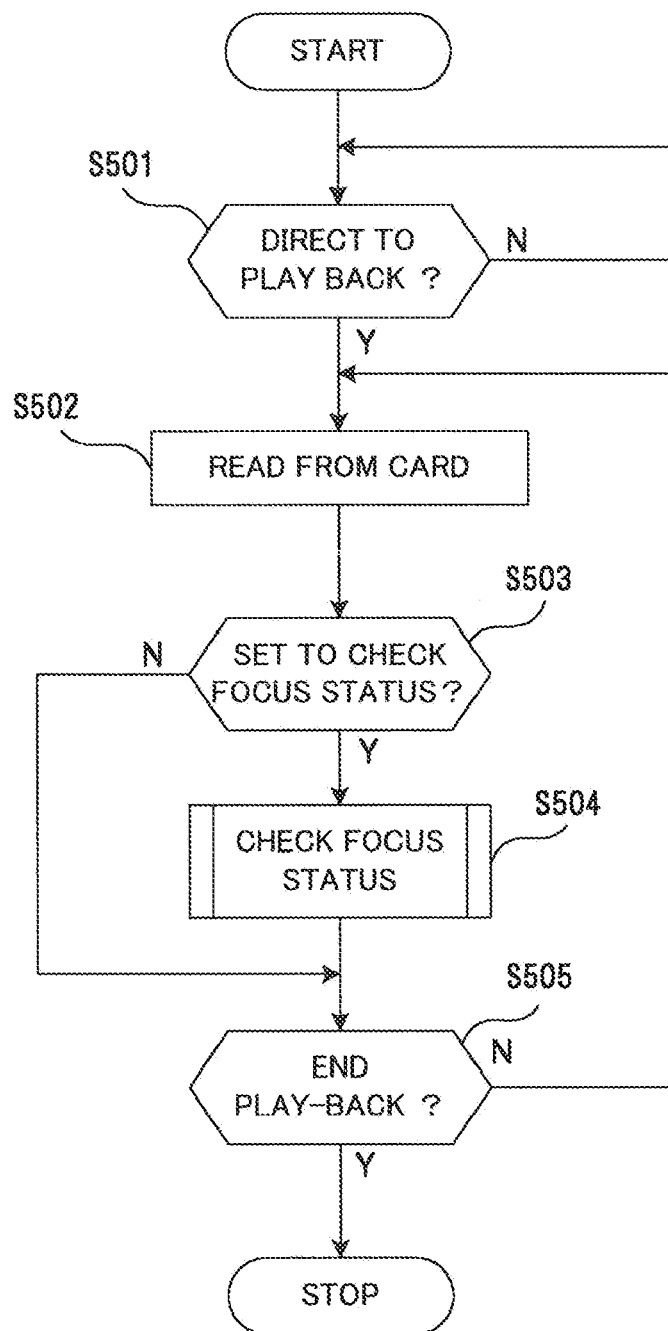 START
S501
DIRECT TO
PLAY BACK ?
N
Y
S502
READ FROM CARD
S503
N
SET TO CHECK
FOCUS STATUS?
Y
S504
CHECK FOCUS
STATUS
S505
END
PLAY-BACK ?
N
Y
STOP